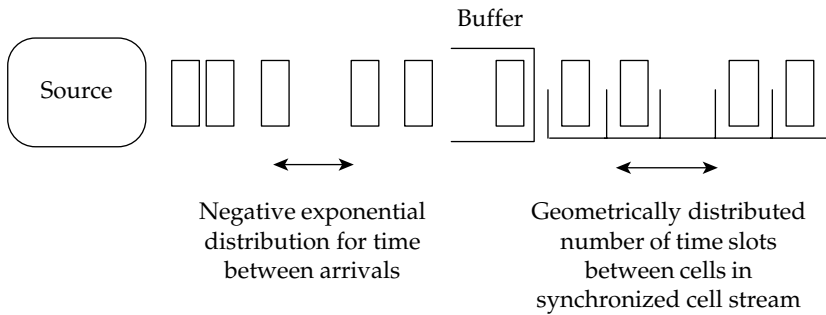 Buffer
Source
Negative exponential
distribution for time
between arrivals
Geometrically distributed
number of time slots
between cells in
synchronized cell stream